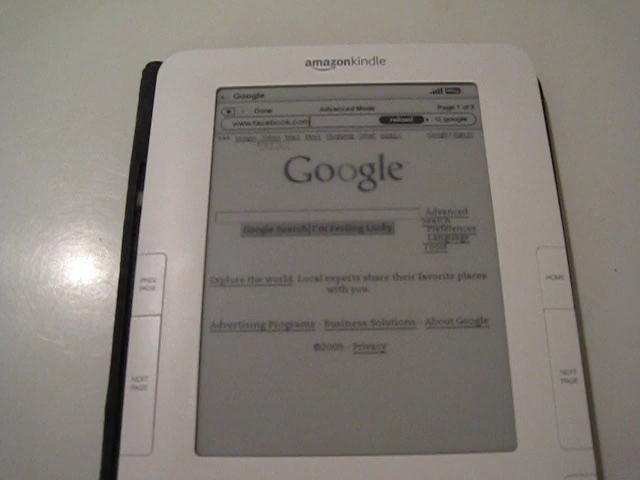 amazonkindle
Google
Done Advanced Mode Page 1 of 3
www.facebook.com reload google
Google
Advanced
Search
Google Search I'm Feeling Lucky Preferences
Language
Tools
PREV PAGE
HOME
Explore the world. Local experts share their favorite places
with you.
Advertising Programs - Business Solutions - About Google
©2009 - Privacy
NEXT PAGE
NEXT PAGE